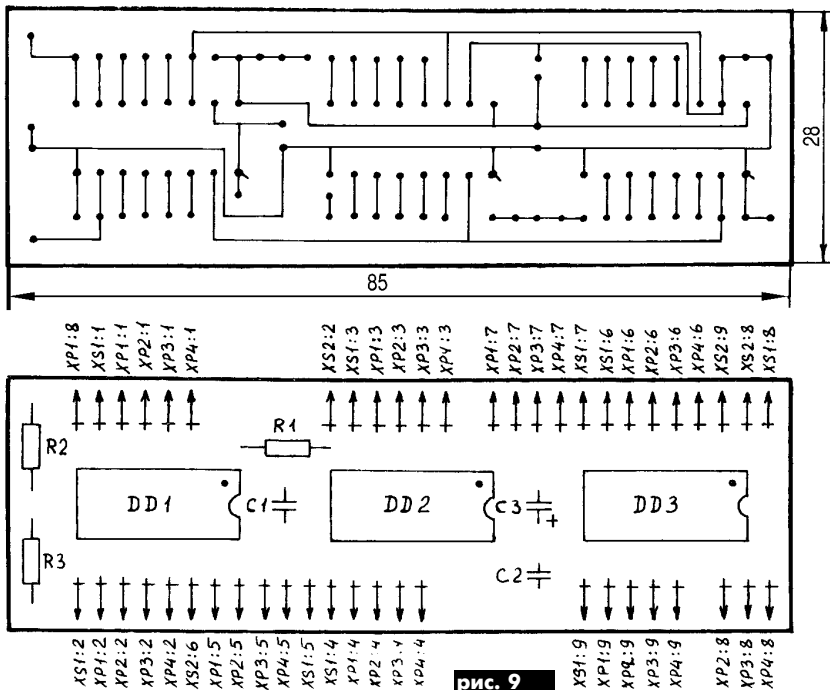 28
85
XP1:8 XS1:1 XP1:1 XP2:1 XP3:1 XP4:1 XS2:2 XS1:3 XP1:3 XP2:3 XP3:3 XP4:3 XP1:7 XP2:7 XP3:7 XP4:7 XS1:7 XS1:6 XP1:6 XP2:6 XP3:6 XP4:6 XS2:9 XS2:8 XS1:8
R1
R2
DD1 C1 DD2 C3 + DD3
R3
C2
XS1:2 XP1:2 XP2:2 XP3:2 XP4:2 XS2:6 XP1:5 XP2:5 XP3:5 XP4:5 XS1:5 XS1:4 XP1:4 XP2:4 XP3:4 XP4:4 XS1:9 XP1:9 XP2:9 XP3:9 XP4:9 XP2:8 XP3:8 XP4:8
рис. 9